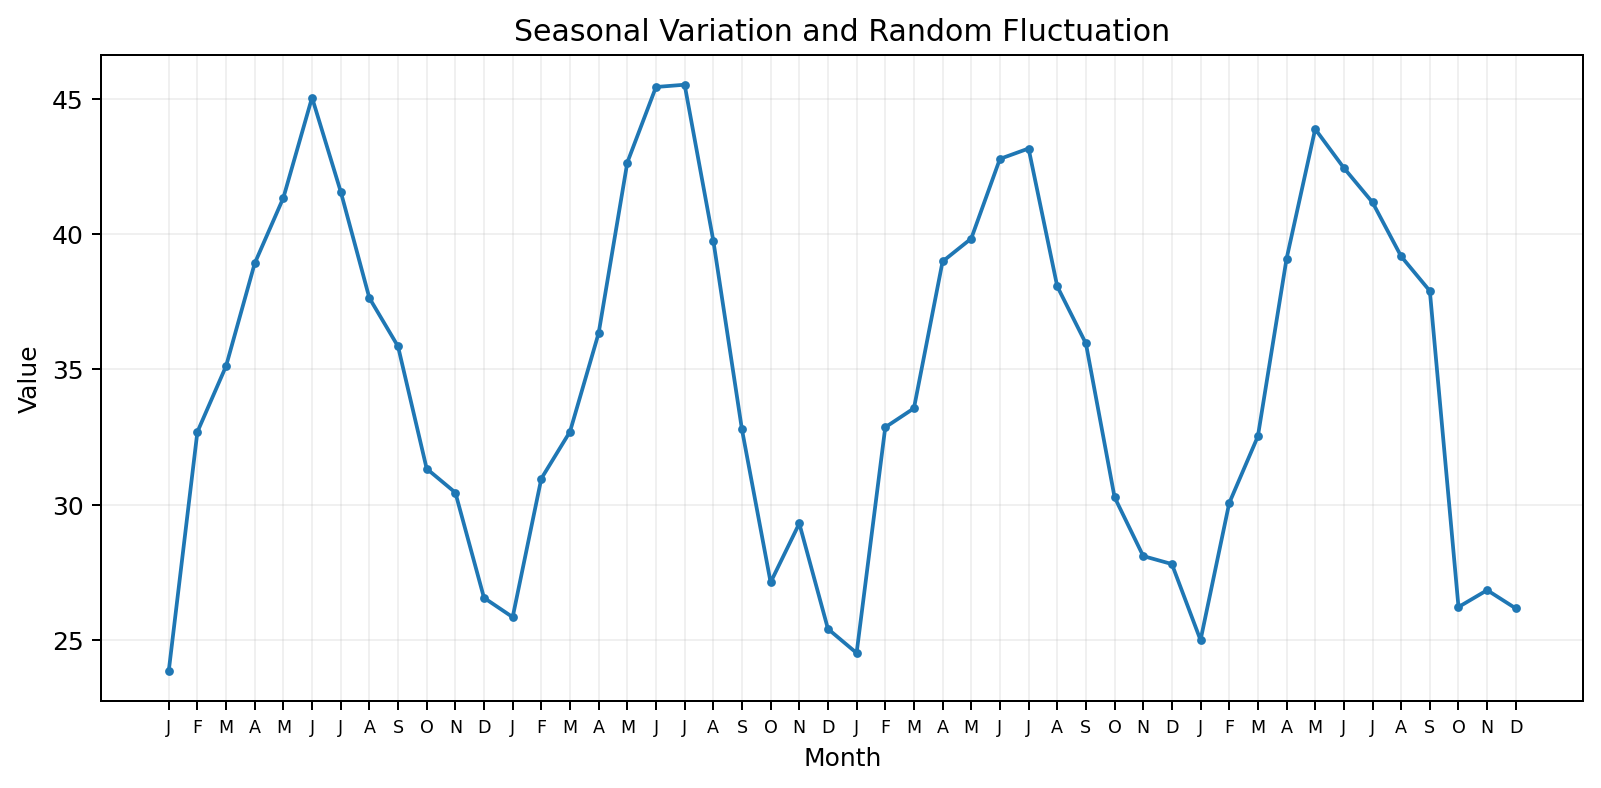 Seasonal Variation and Random Fluctuation
45
40
35
30
25
Value
J F M A M J J A S O N D J F M A M J J A S O N D J F M A M J J A S O N D J F M A M J J A S O N D
Month